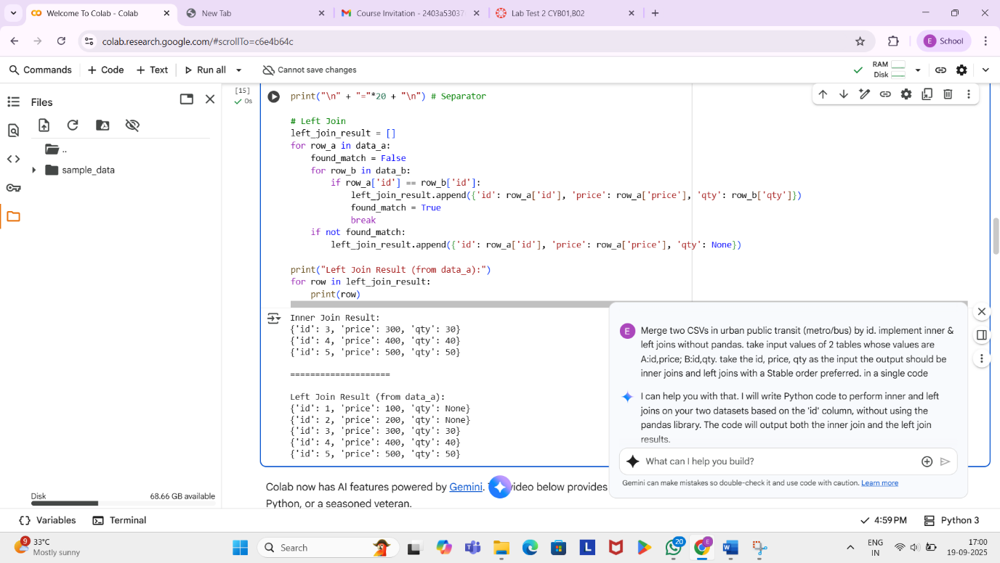 Welcome To Colab - Colab
New Tab
Course Invitation - 2403a53037
Lab Test 2 CYB01,B02
colab.research.google.com/#scrollTo=c6e4b64c
E School
Commands
+ Code
+ Text
Run all
Cannot save changes
RAM
Disk
Files
..
sample_data
Disk
68.66 GB available
[15]
0s
print("\n" + "="*20 + "\n") # Separator
# Left Join
left_join_result = []
for row_a in data_a:
    found_match = False
    for row_b in data_b:
        if row_a['id'] == row_b['id']:
            left_join_result.append({'id': row_a['id'], 'price': row_a['price'], 'qty': row_b['qty']})
            found_match = True
            break
    if not found_match:
        left_join_result.append({'id': row_a['id'], 'price': row_a['price'], 'qty': None})
print("Left Join Result (from data_a):")
for row in left_join_result:
    print(row)
Inner Join Result:
{'id': 3, 'price': 300, 'qty': 30}
{'id': 4, 'price': 400, 'qty': 40}
{'id': 5, 'price': 500, 'qty': 50}
====================
Left Join Result (from data_a):
{'id': 1, 'price': 100, 'qty': None}
{'id': 2, 'price': 200, 'qty': None}
{'id': 3, 'price': 300, 'qty': 30}
{'id': 4, 'price': 400, 'qty': 40}
{'id': 5, 'price': 500, 'qty': 50}
Colab now has AI features powered by Gemini. video below provides
Python, or a seasoned veteran.
E
Merge two CSVs in urban public transit (metro/bus) by id. implement inner &
left joins without pandas. take input values of 2 tables whose values are
A:id,price; B:id,qty. take the id, price, qty as the input the output should be
inner joins and left joins with a Stable order preferred. in a single code
I can help you with that. I will write Python code to perform inner and left
joins on your two datasets based on the 'id' column, without using the
pandas library. The code will output both the inner join and the left join
results.
What can I help you build?
Gemini can make mistakes so double-check it and use code with caution. Learn more
Variables
Terminal
4:59 PM
Python 3
9
33°C
Mostly sunny
Search
L
20
E
ENG
IN
17:00
19-09-2025